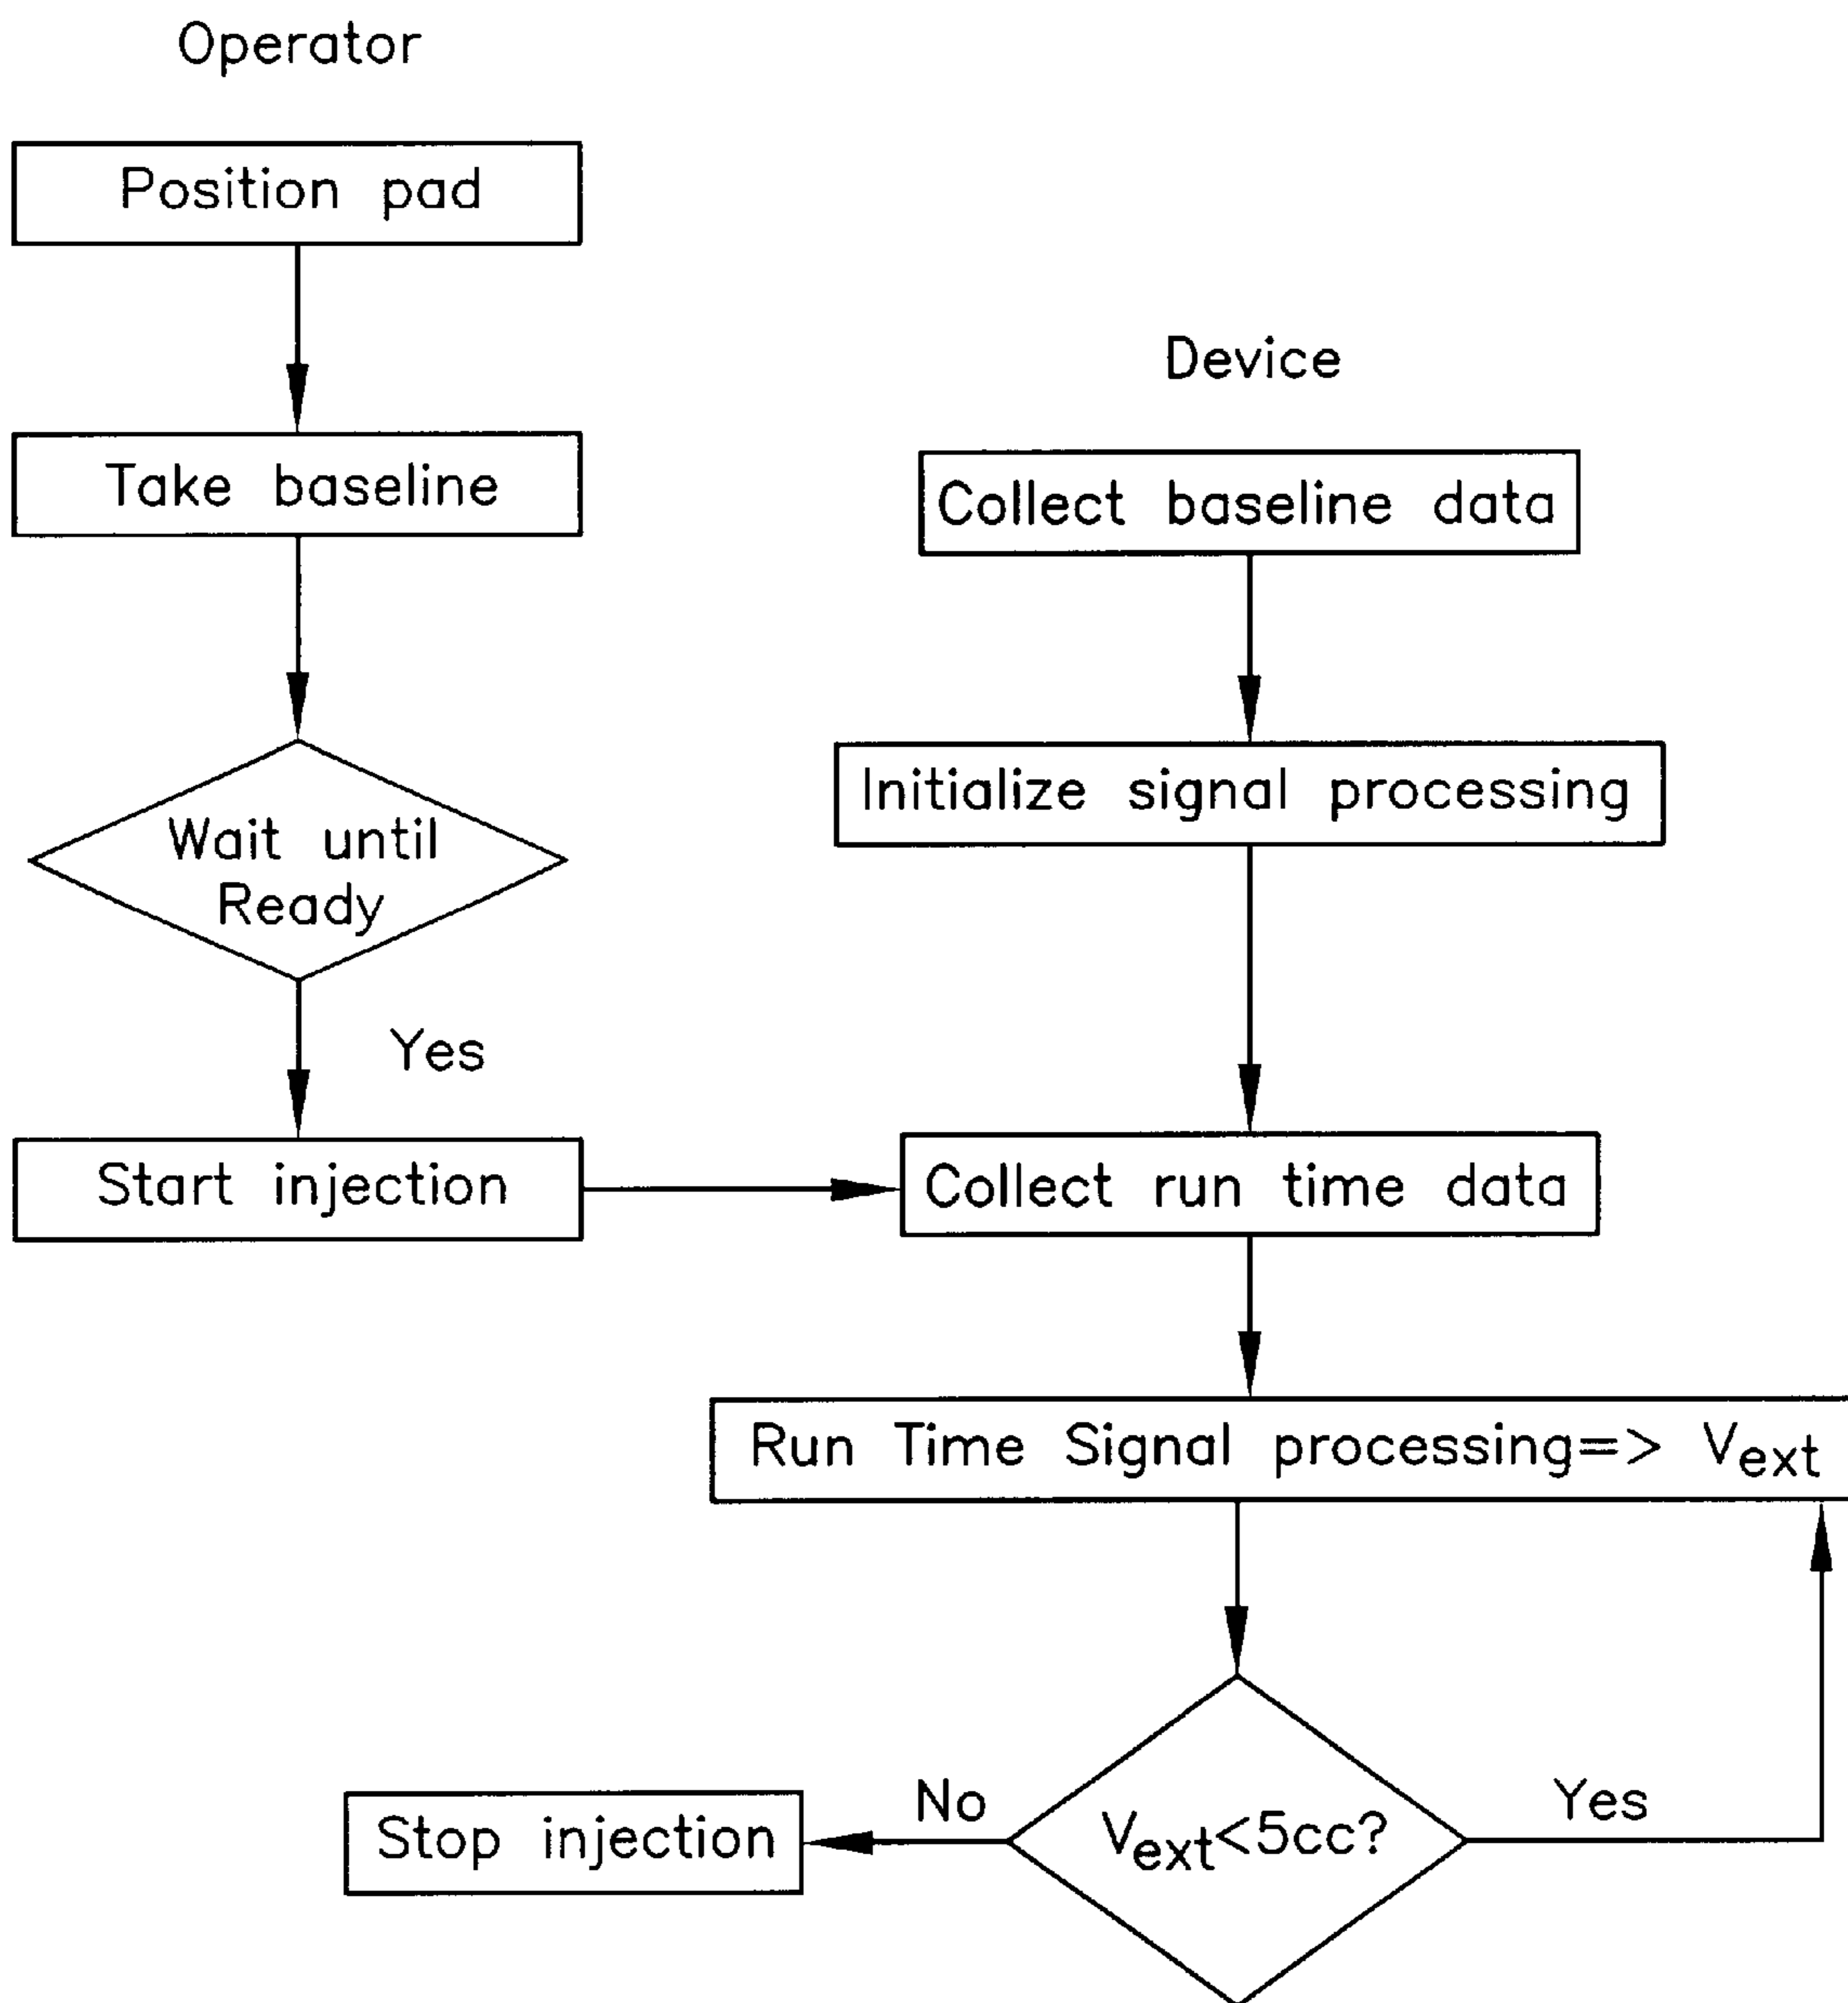 Operator
Position pad
Take baseline
Wait until
Ready
Yes
Start injection
Device
Collect baseline data
Initialize signal processing
Collect run time data
Run Time Signal processing=> Vext
Vext<5cc?
No
Yes
Stop injection